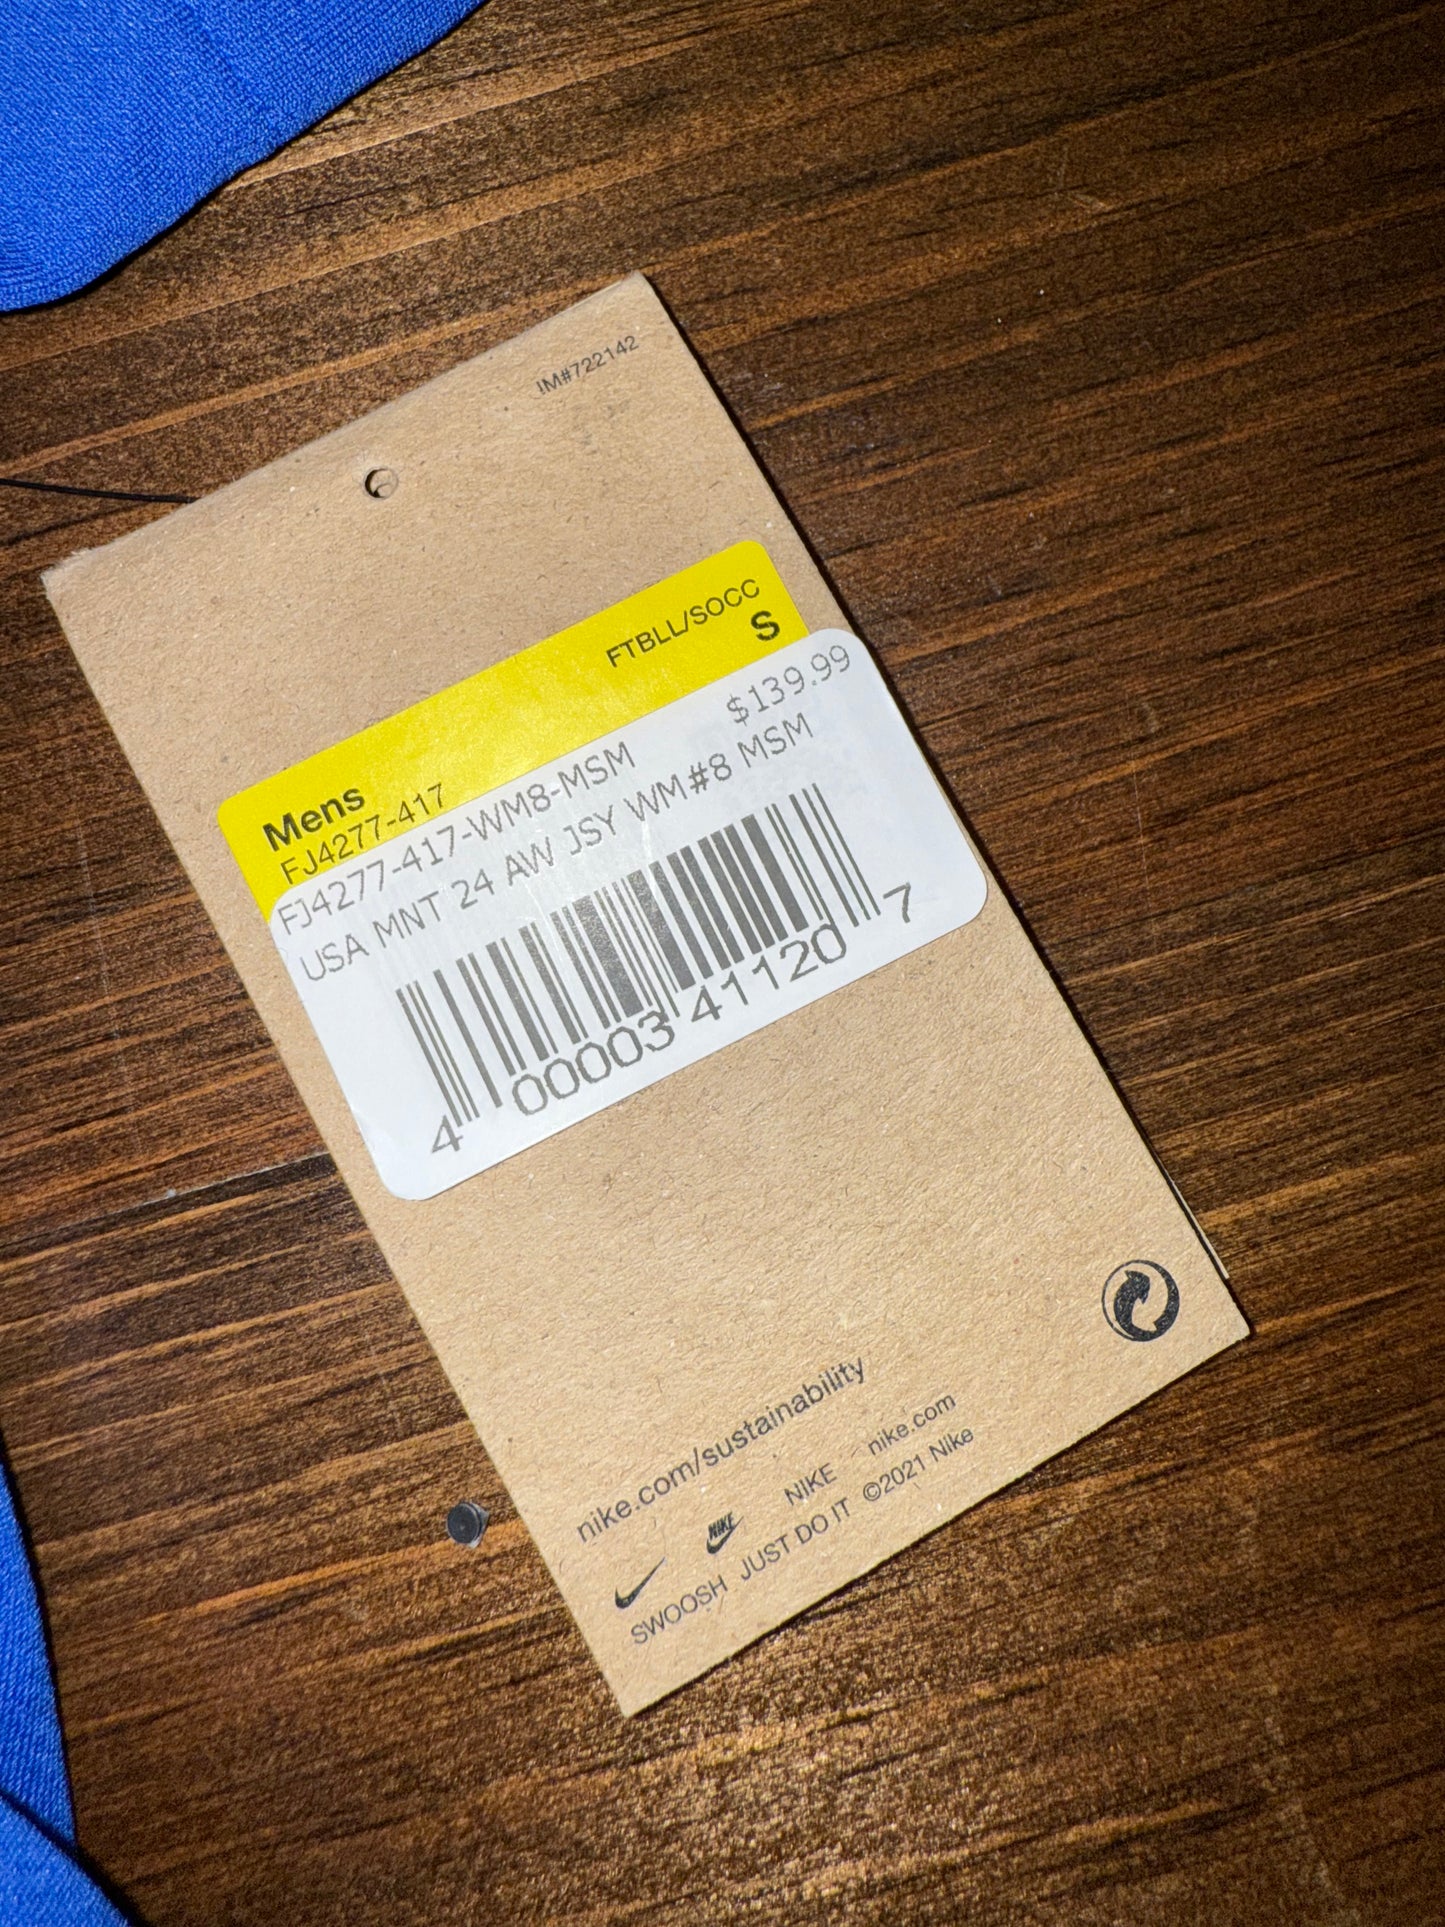 IM#722142
FTBLL/SOCC
S
Mens
FJ4277-417
$139.99
FJ4277-417-WM8-MSM
USA MNT 24 AW JSY WM#8 MSM
4 00003 41120 7
nike.com/sustainability
NIKE NIKE nike.com
SWOOSH JUST DO IT ©2021 Nike